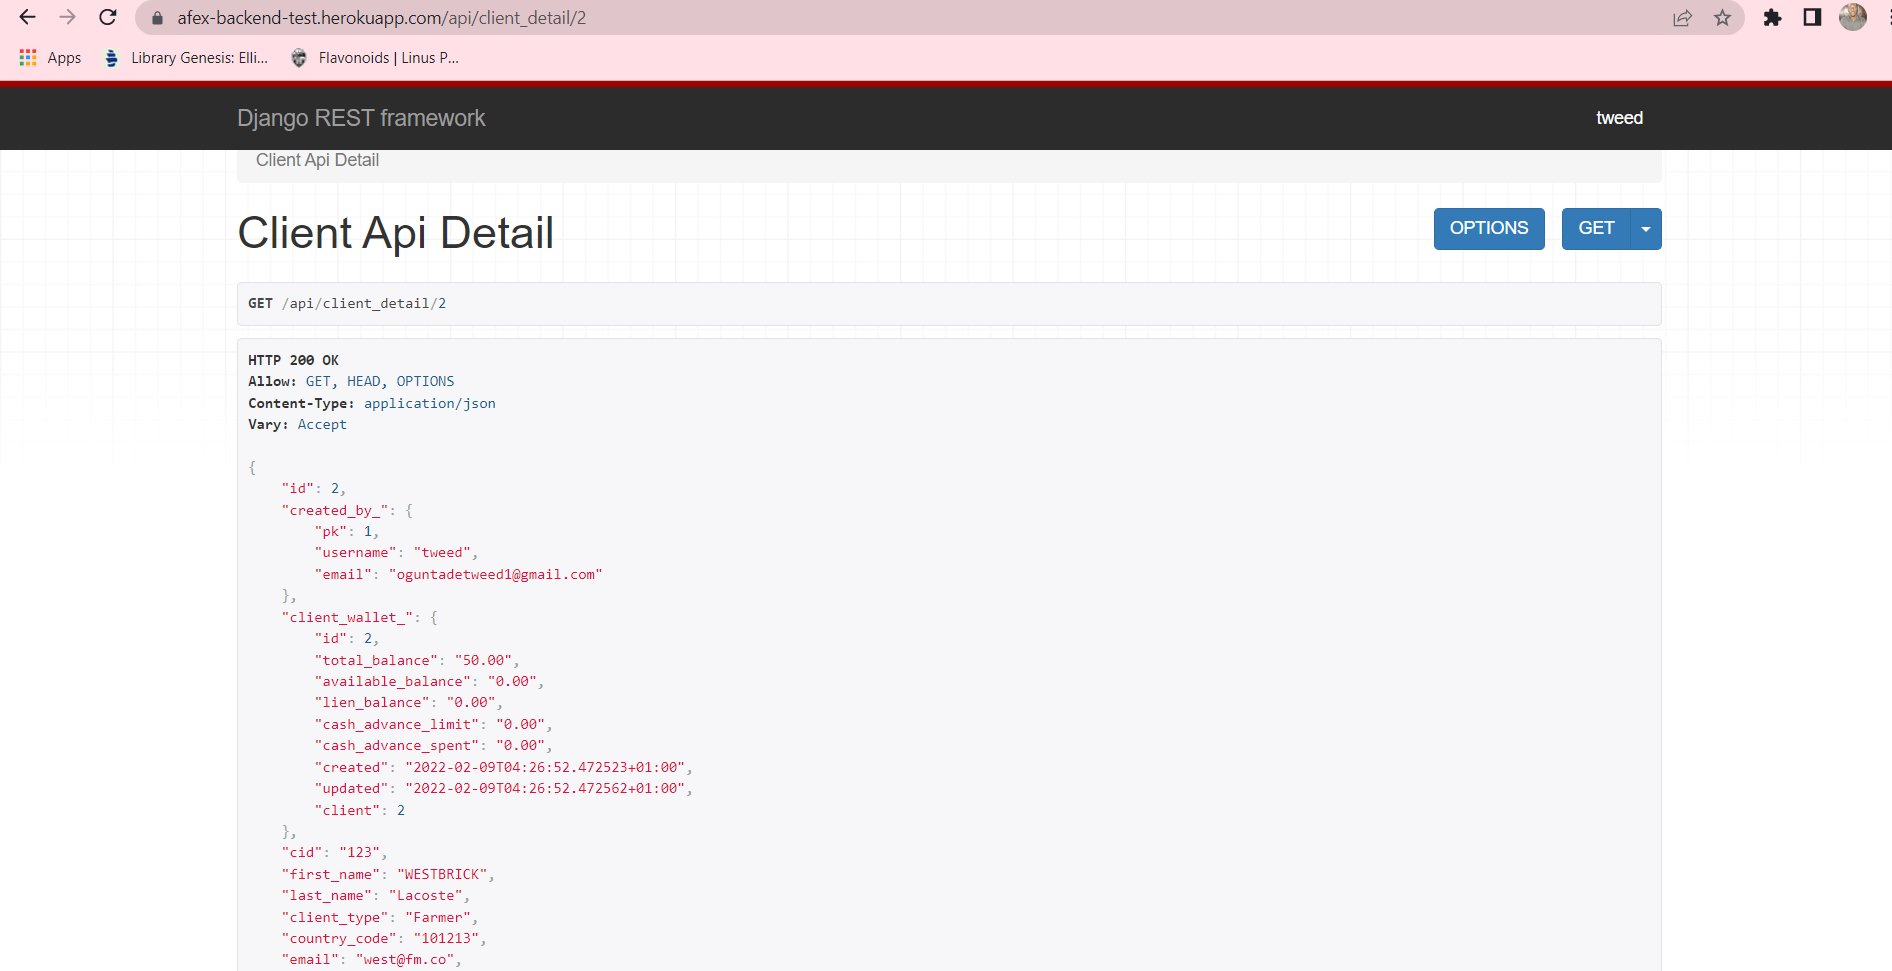 afex-backend-test.herokuapp.com/api/client_detail/2
Apps Library Genesis: Elli... Flavonoids | Linus P...
Django REST framework tweed
Client Api Detail
Client Api Detail OPTIONS GET
GET /api/client_detail/2
HTTP 200 OK
Allow: GET, HEAD, OPTIONS
Content-Type: application/json
Vary: Accept
{
"id": 2,
"created_by_": {
"pk": 1,
"username": "tweed",
"email": "oguntadetweed1@gmail.com"
},
"client_wallet_": {
"id": 2,
"total_balance": "50.00",
"available_balance": "0.00",
"lien_balance": "0.00",
"cash_advance_limit": "0.00",
"cash_advance_spent": "0.00",
"created": "2022-02-09T04:26:52.472523+01:00",
"updated": "2022-02-09T04:26:52.472562+01:00",
"client": 2
},
"cid": "123",
"first_name": "WESTBRICK",
"last_name": "Lacoste",
"client_type": "Farmer",
"country_code": "101213",
"email": "west@fm.co",